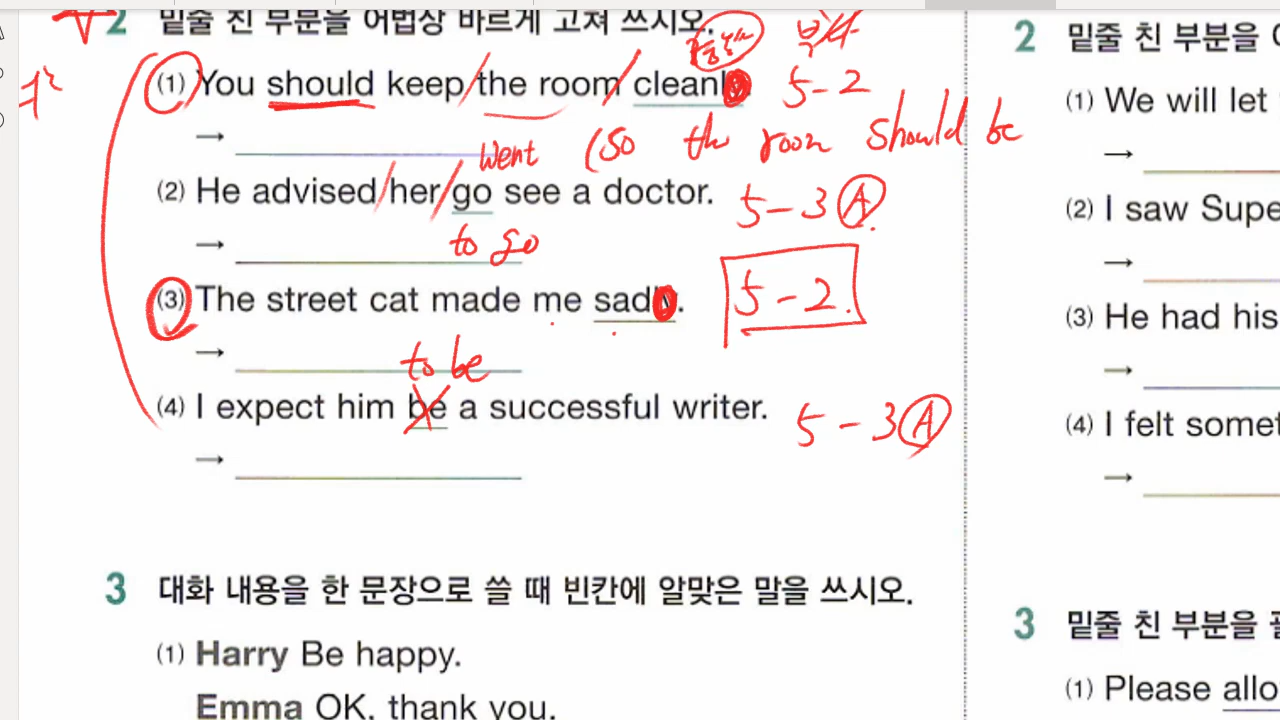 2 밑줄 친 부분을 어법상 바르게 고쳐 쓰시오.
(1) You should keep / the room / clean 5-2
→
went (so the room should be
(2) He advised / her / go see a doctor. 5-3 Ⓐ
→ to go
(3) The street cat made me sad. 5-2.
→
to be
(4) I expect him be a successful writer. 5-3 Ⓐ
→
3 대화 내용을 한 문장으로 쓸 때 빈칸에 알맞은 말을 쓰시오.
(1) Harry Be happy.
Emma OK, thank you.
2 밑줄 친 부분을
(1) We will let
→
(2) I saw Supe
→
(3) He had his
→
(4) I felt somet
→
3 밑줄 친 부분을
(1) Please allo